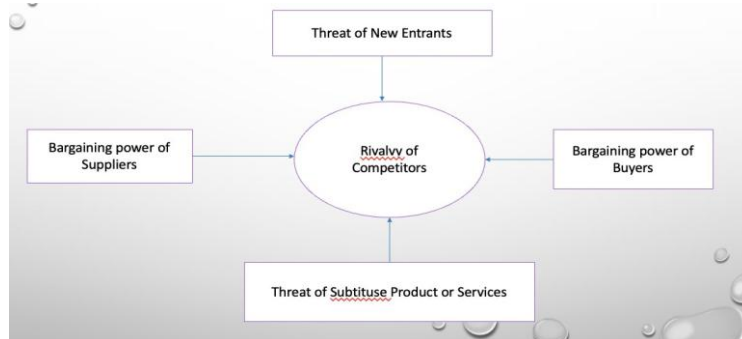 Threat of New Entrants
Bargaining power of
Suppliers
Rivalvy of
Competitors
Bargaining power of
Buyers
Threat of Subtituse Product or Services